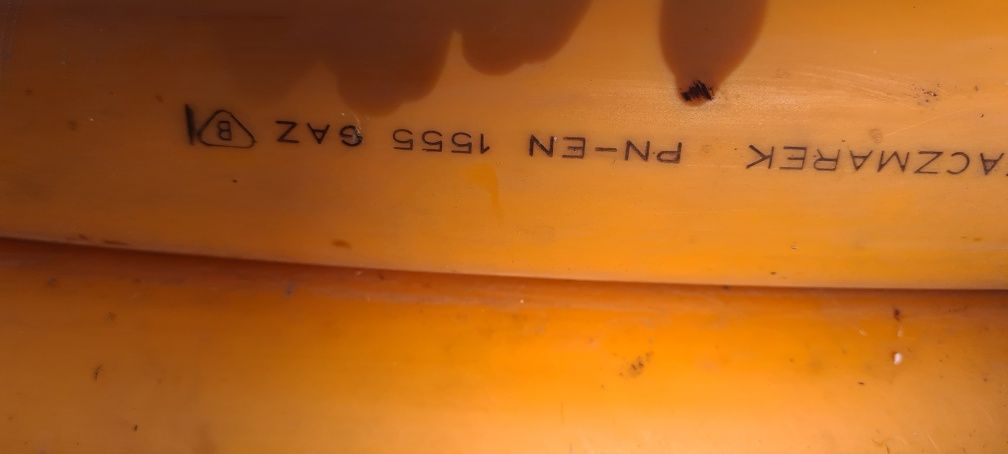 ACZMAREK PN-EN 1555 GAZ B